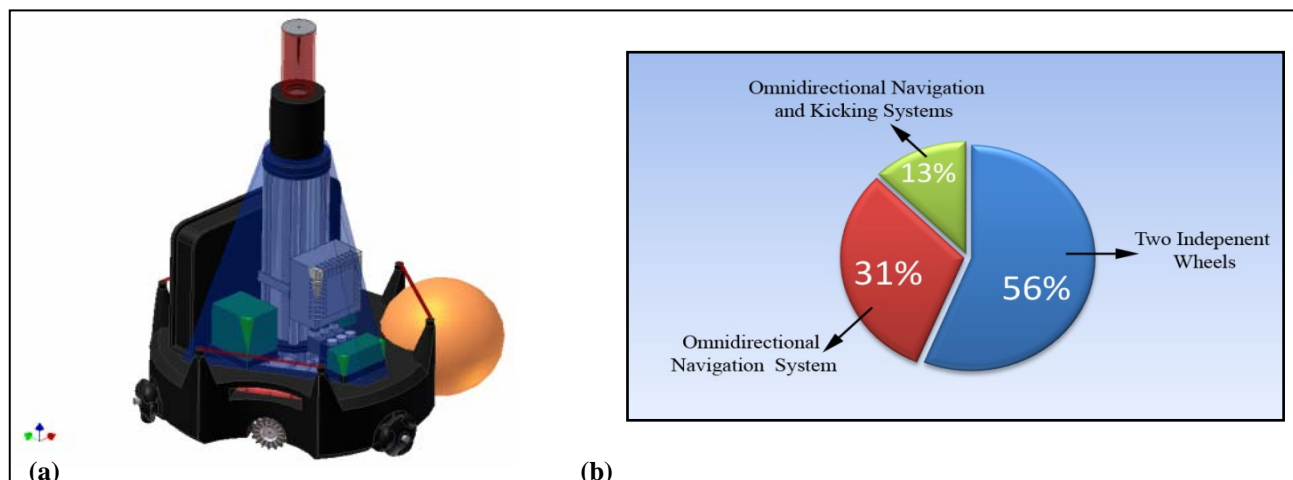 Omnidirectional Navigation
and Kicking Systems
13%
31%
56%
Two Indepenent
Wheels
Omnidirectional
Navigation System
(a)
(b)